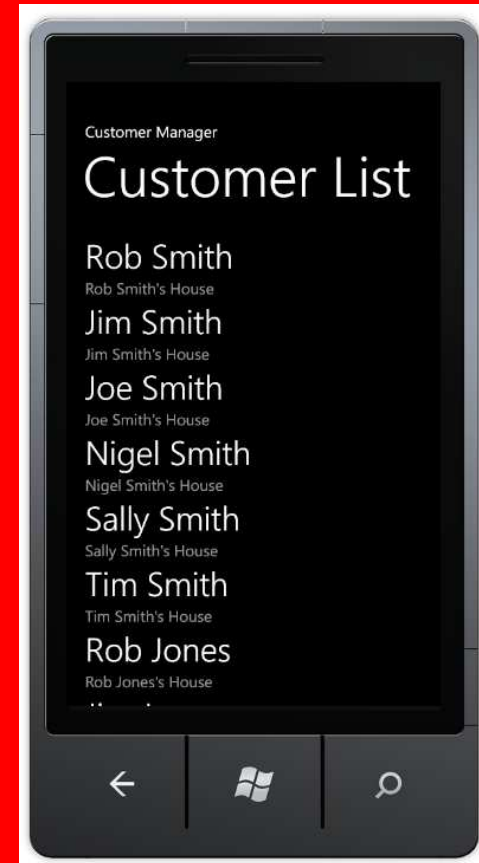 Customer Manager
Customer List
Rob Smith
Rob Smith's House
Jim Smith
Jim Smith's House
Joe Smith
Joe Smith's House
Nigel Smith
Nigel Smith's House
Sally Smith
Sally Smith's House
Tim Smith
Tim Smith's House
Rob Jones
Rob Jones's House